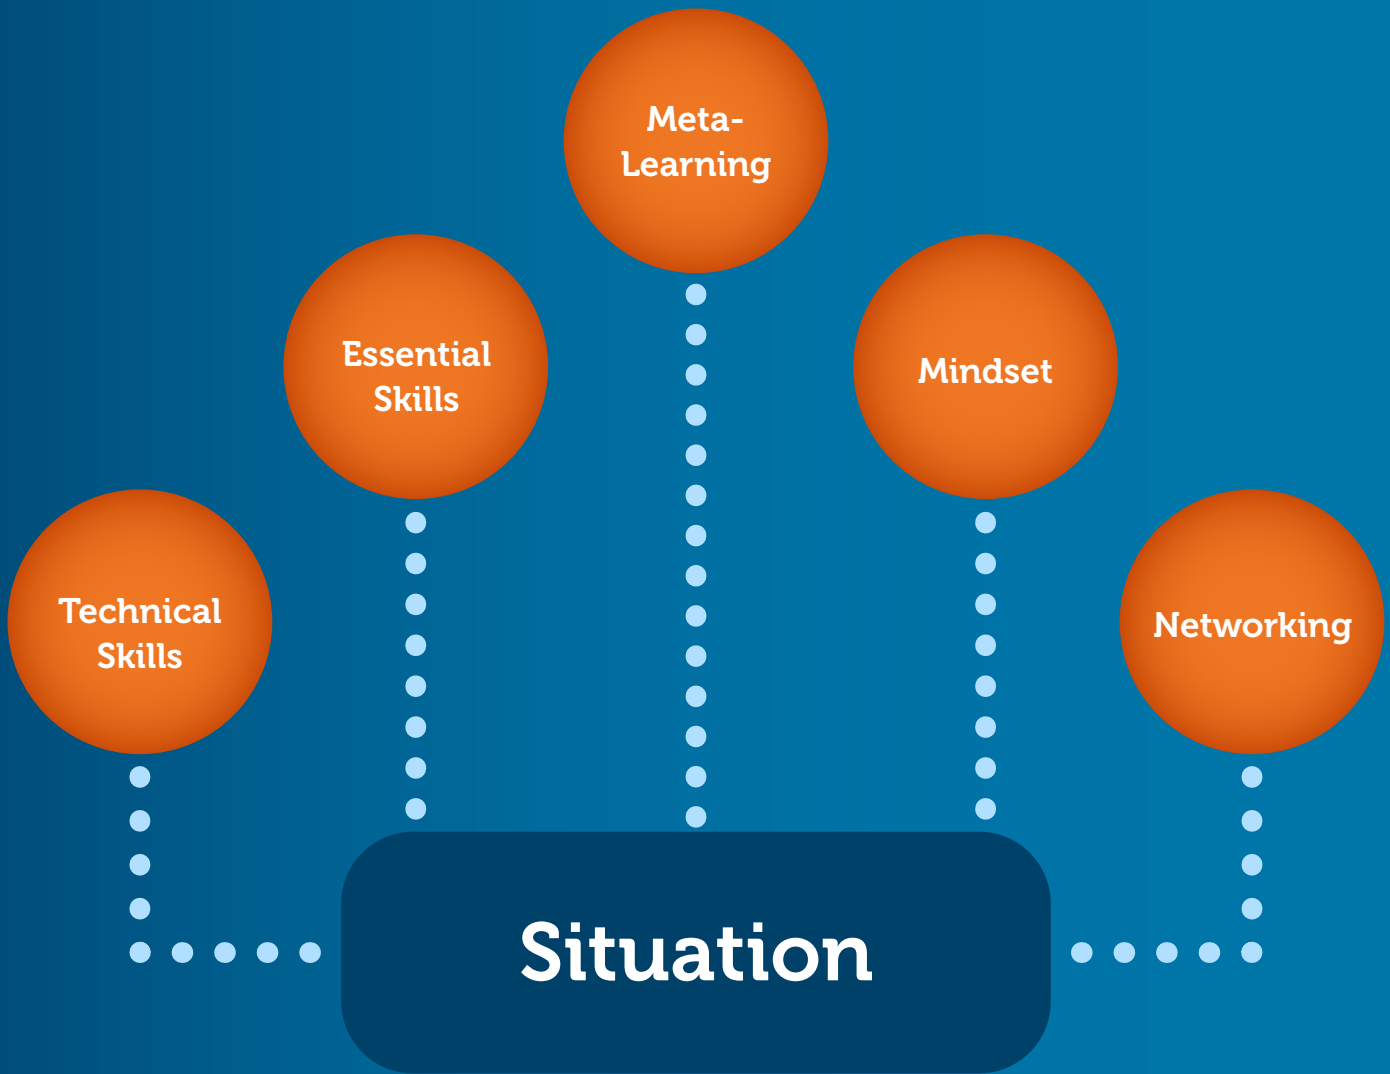 Meta-
Learning
Essential
Skills
Mindset
Technical
Skills
Networking
Situation